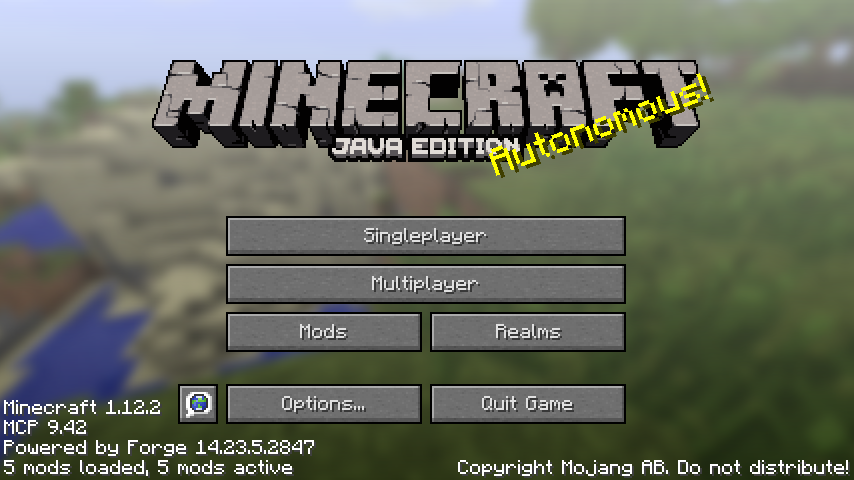 MINECRAFT
JAVA EDITION
Autonomous!
Singleplayer
Multiplayer
Mods
Realms
Options...
Quit Game
Minecraft 1.12.2
MCP 9.42
Powered by Forge 14.23.5.2847
5 mods loaded, 5 mods active
Copyright Mojang AB. Do not distribute!